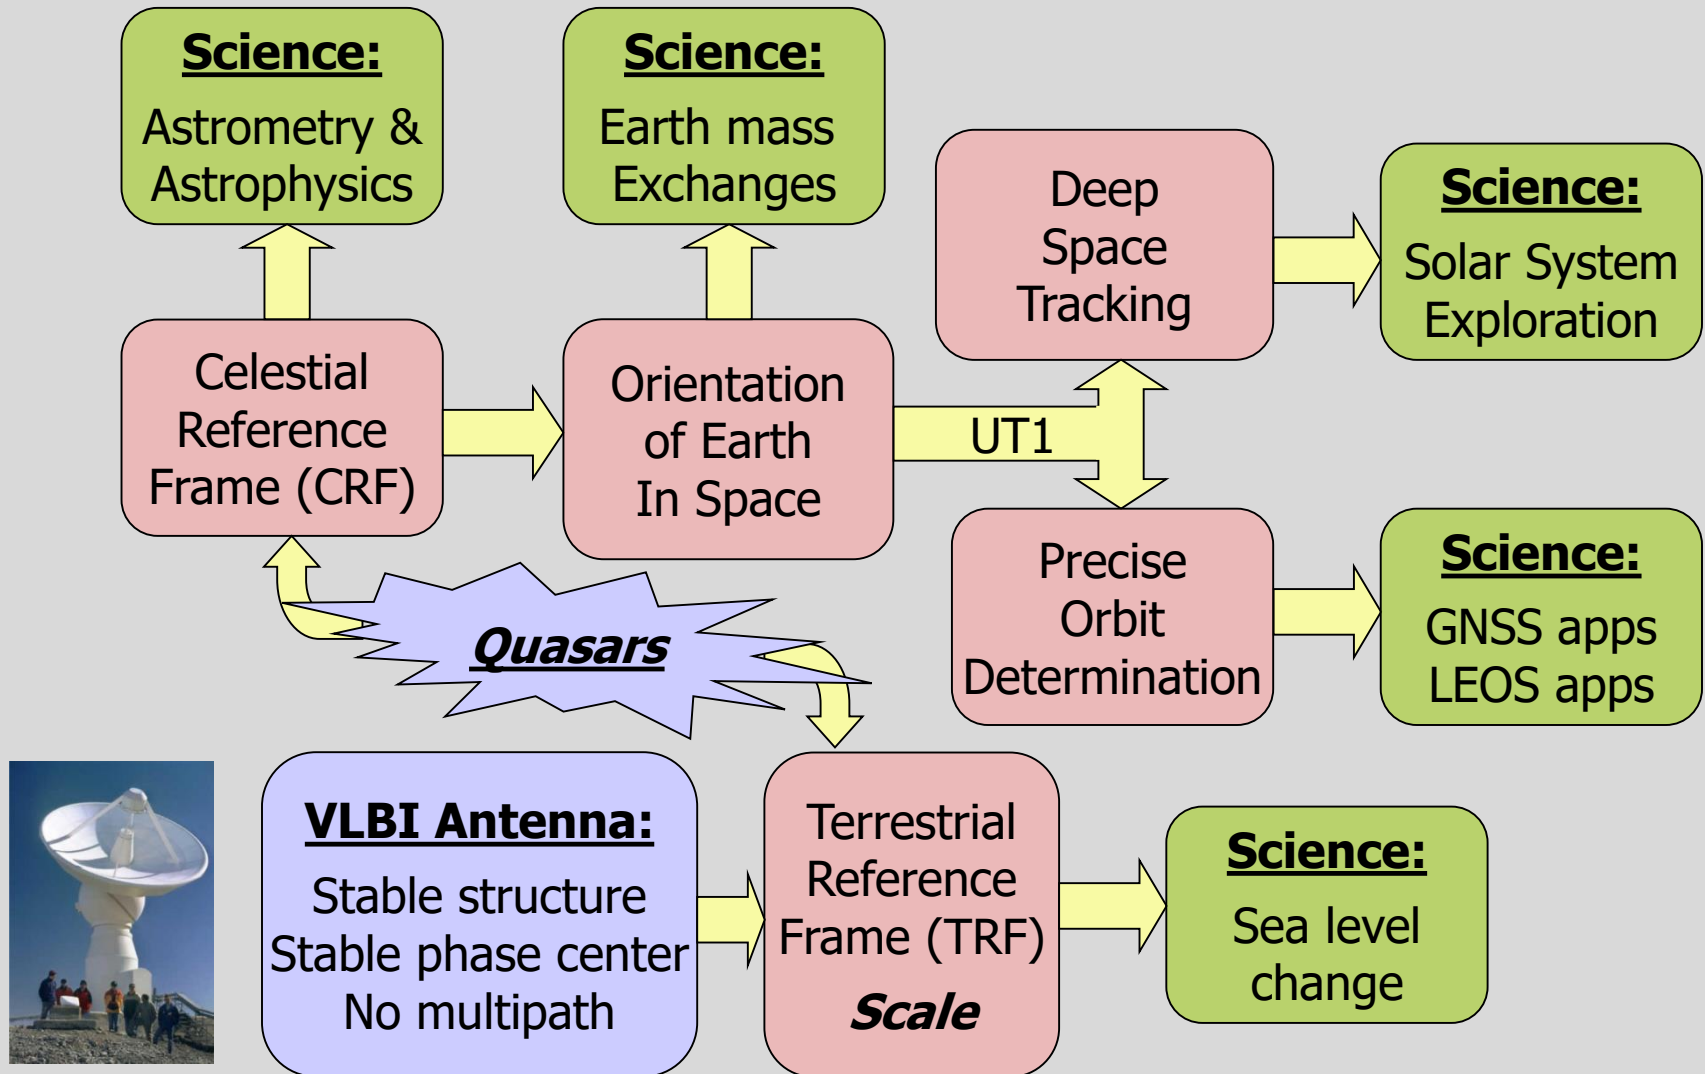 Science:
Astrometry &
Astrophysics
Science:
Earth mass
Exchanges
Deep
Space
Tracking
Science:
Solar System
Exploration
Celestial
Reference
Frame (CRF)
Orientation
of Earth
In Space
UT1
Precise
Orbit
Determination
Science:
GNSS apps
LEOS apps
Quasars
VLBI Antenna:
Stable structure
Stable phase center
No multipath
Terrestrial
Reference
Frame (TRF)
Scale
Science:
Sea level
change